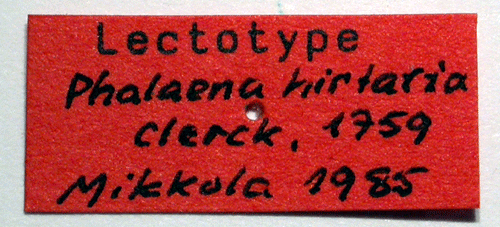 Lectotype
Phalaena hirtaria
Clerck, 1759
Mikkola 1985